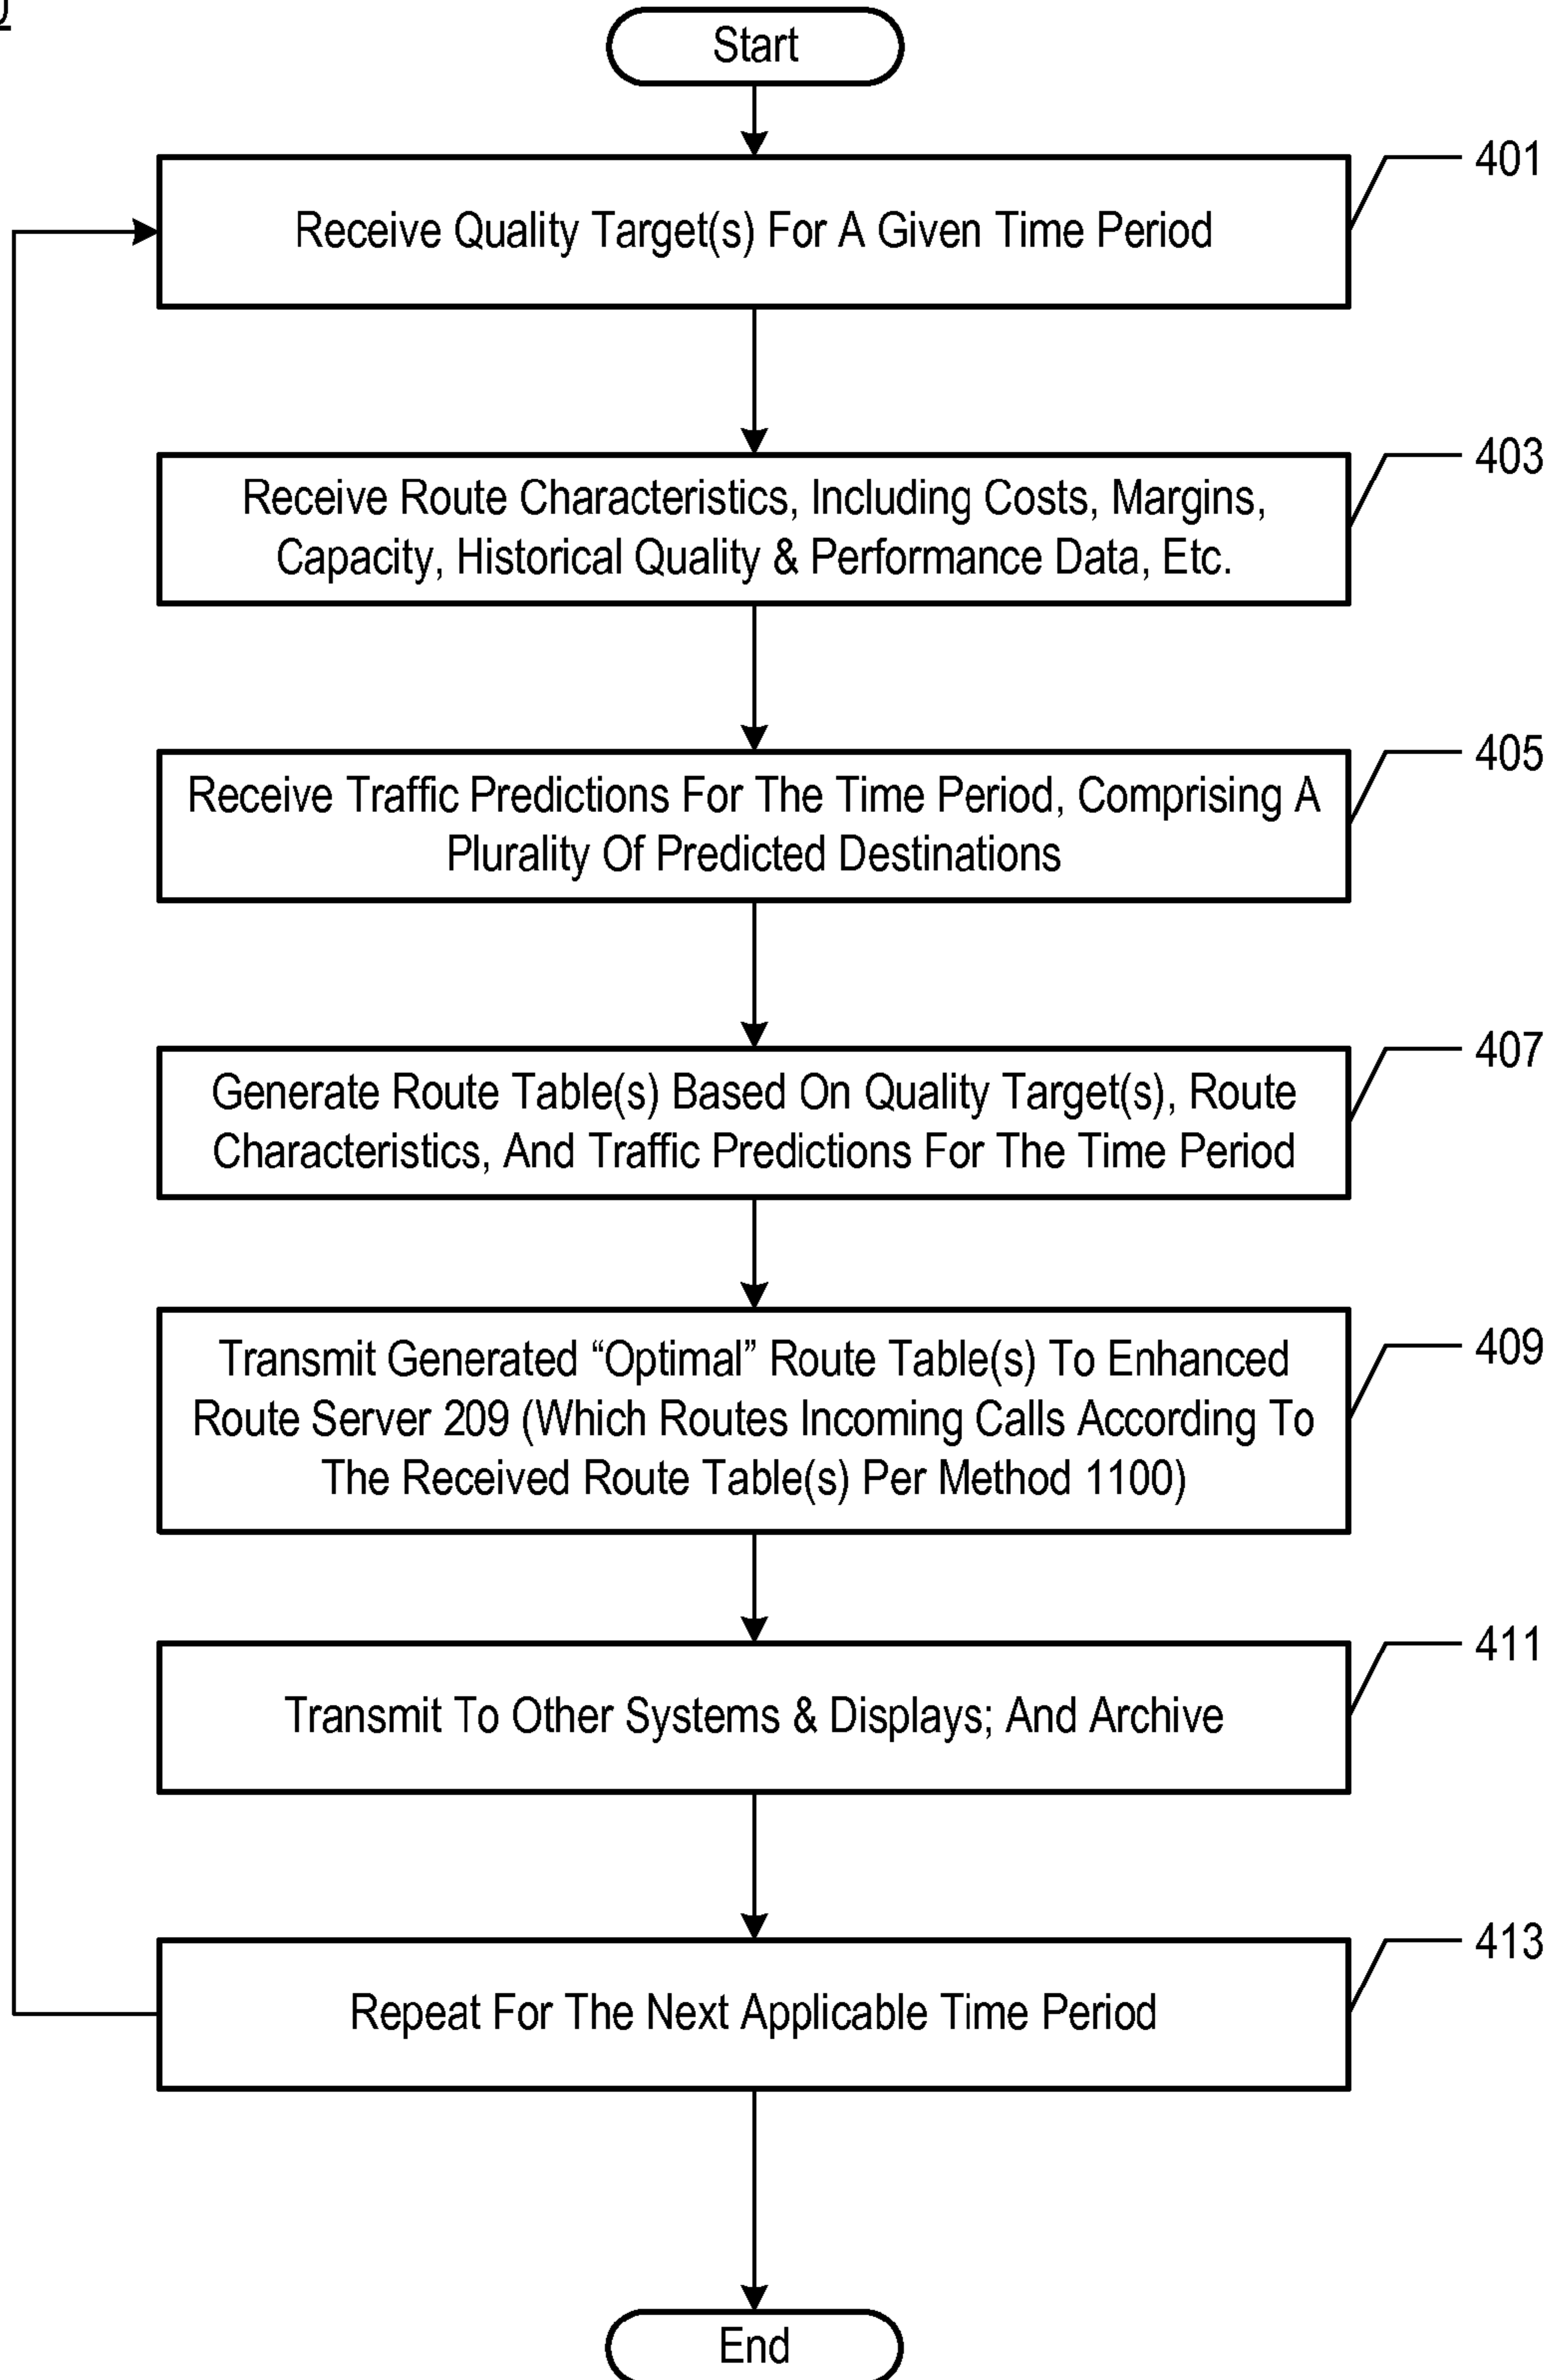 Start
401
Receive Quality Target(s) For A Given Time Period
403
Receive Route Characteristics, Including Costs, Margins,
Capacity, Historical Quality & Performance Data, Etc.
405
Receive Traffic Predictions For The Time Period, Comprising A
Plurality Of Predicted Destinations
407
Generate Route Table(s) Based On Quality Target(s), Route
Characteristics, And Traffic Predictions For The Time Period
409
Transmit Generated “Optimal” Route Table(s) To Enhanced
Route Server 209 (Which Routes Incoming Calls According To
The Received Route Table(s) Per Method 1100)
411
Transmit To Other Systems & Displays; And Archive
413
Repeat For The Next Applicable Time Period
End